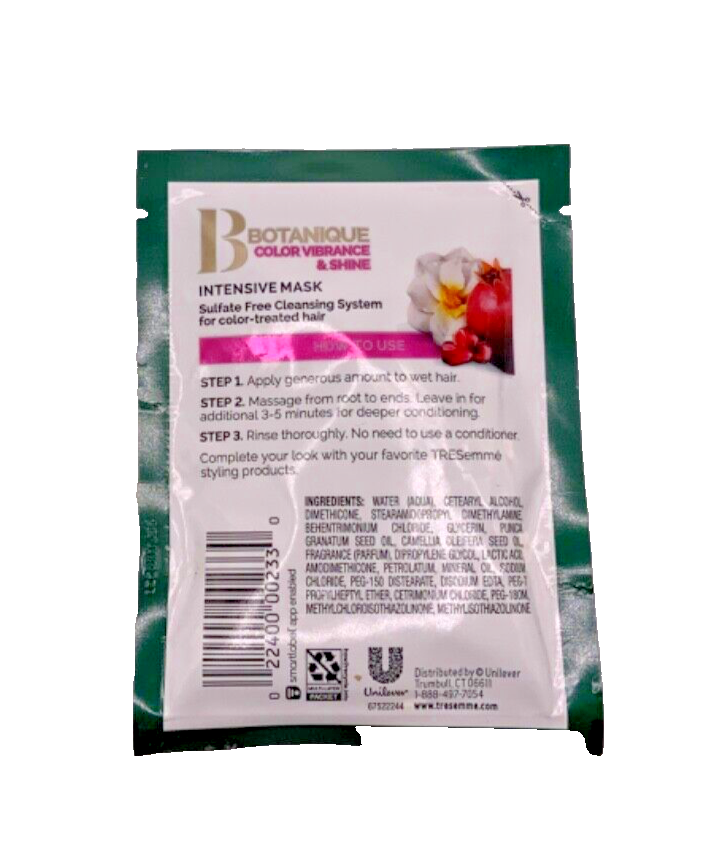 B BOTANIQUE
COLOR VIBRANCE
& SHINE
INTENSIVE MASK
Sulfate Free Cleansing System
for color-treated hair
HOW TO USE
STEP 1. Apply generous amount to wet hair.
STEP 2. Massage from root to ends. Leave in for
additional 3-5 minutes for deeper conditioning.
STEP 3. Rinse thoroughly. No need to use a conditioner.
Complete your look with your favorite TRESemmé
styling products.
INGREDIENTS: WATER (AQUA), CETEARYL ALCOHOL,
DIMETHICONE, STEARAMIDOPROPYL DIMETHYLAMINE,
BEHENTRIMONIUM CHLORIDE, GLYCERIN, PUNICA
GRANATUM SEED OIL, CAMELLIA OLEIFERA SEED OIL,
FRAGRANCE (PARFUM), DIPROPYLENE GLYCOL, LACTIC ACID,
AMODIMETHICONE, PETROLATUM, MINERAL OIL, SODIUM
CHLORIDE, PEG-150 DISTEARATE, DISODIUM EDTA, PEG-7
PROPYLHEPTYL ETHER, CETRIMONIUM CHLORIDE, PEG-180M,
METHYLCHLOROISOTHIAZOLINONE, METHYLISOTHIAZOLINONE
0 22400 00233 0
smartlabel app enabled
PACKET
Unilever
67522244
Distributed by © Unilever
Trumbull, CT 06611
1-888-497-7054
www.tresemme.com